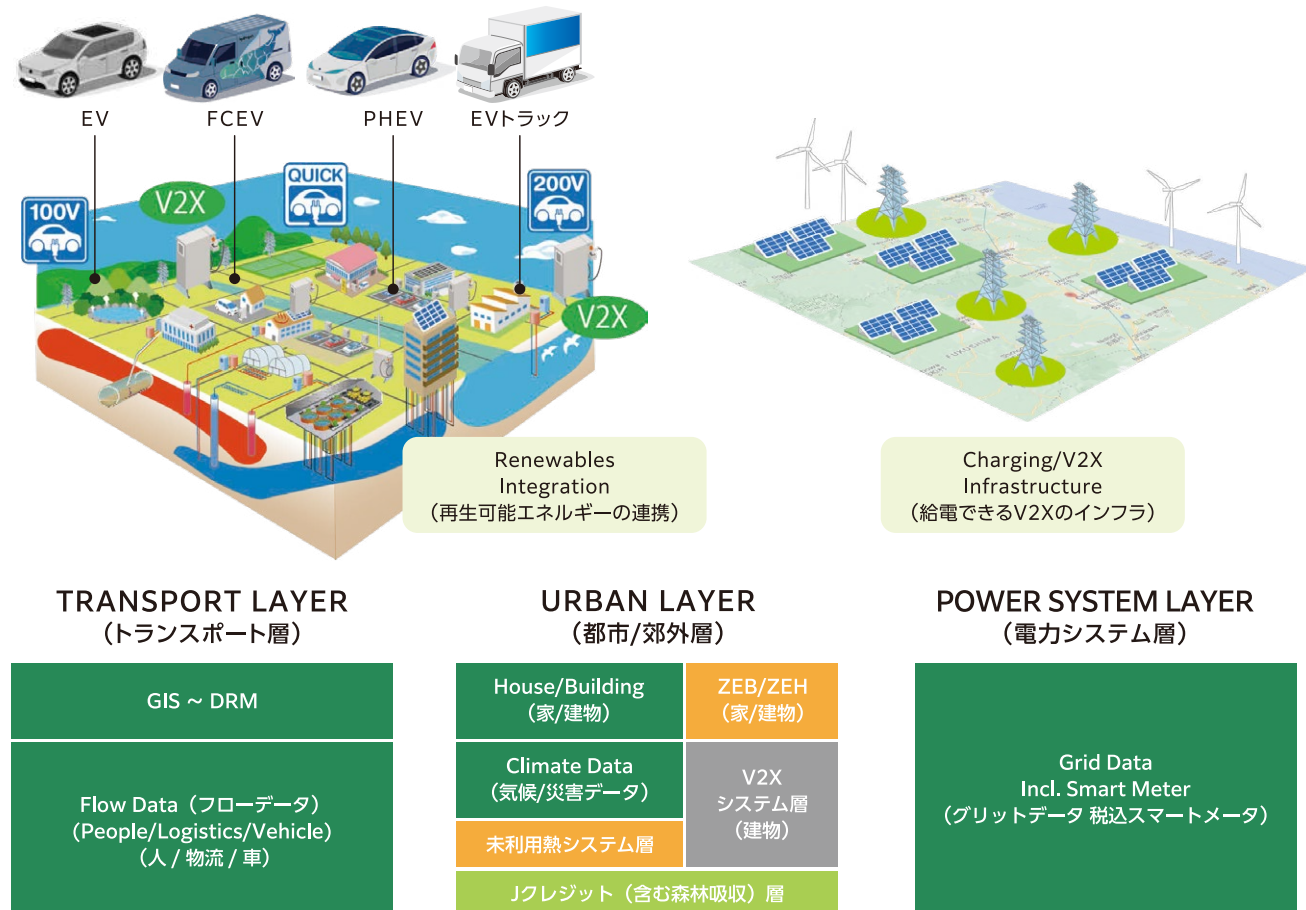 EV
FCEV
PHEV
EVトラック
100V
V2X
QUICK
200V
V2X
FUKUSHIMA
Renewables
Integration
（再生可能エネルギーの連携）
Charging/V2X
Infrastructure
（給電できるV2Xのインフラ）
TRANSPORT LAYER
（トランスポート層）
GIS ～ DRM
Flow Data（フローデータ）
(People/Logistics/Vehicle)
（人 / 物流 / 車）
URBAN LAYER
（都市/郊外層）
House/Building
（家/建物）
ZEB/ZEH
（家/建物）
Climate Data
（気候/災害データ）
V2X
システム層
（建物）
未利用熱システム層
Jクレジット（含む森林吸収）層
POWER SYSTEM LAYER
（電力システム層）
Grid Data
Incl. Smart Meter
（グリットデータ 税込スマートメータ）